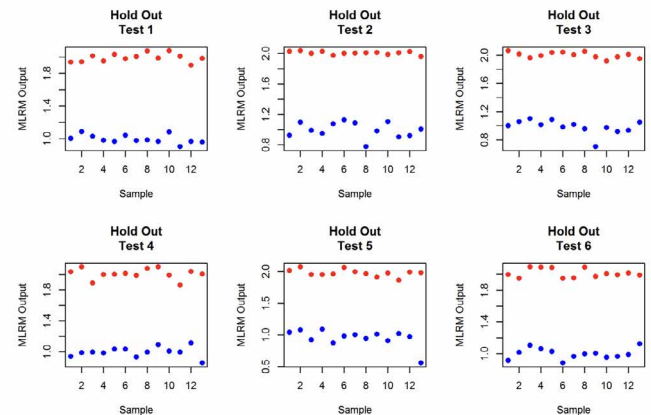 Hold Out
Test 1
MLRM Output
1.0
1.8
2 4 6 8 10 12
Sample
Hold Out
Test 2
MLRM Output
0.8
1.2
1.6
2.0
2 4 6 8 10 12
Sample
Hold Out
Test 3
MLRM Output
0.8
1.2
1.6
2.0
2 4 6 8 10 12
Sample
Hold Out
Test 4
MLRM Output
1.0
1.4
1.8
2 4 6 8 10 12
Sample
Hold Out
Test 5
MLRM Output
0.5
1.0
1.5
2.0
2 4 6 8 10 12
Sample
Hold Out
Test 6
MLRM Output
1.0
1.4
1.8
2 4 6 8 10 12
Sample